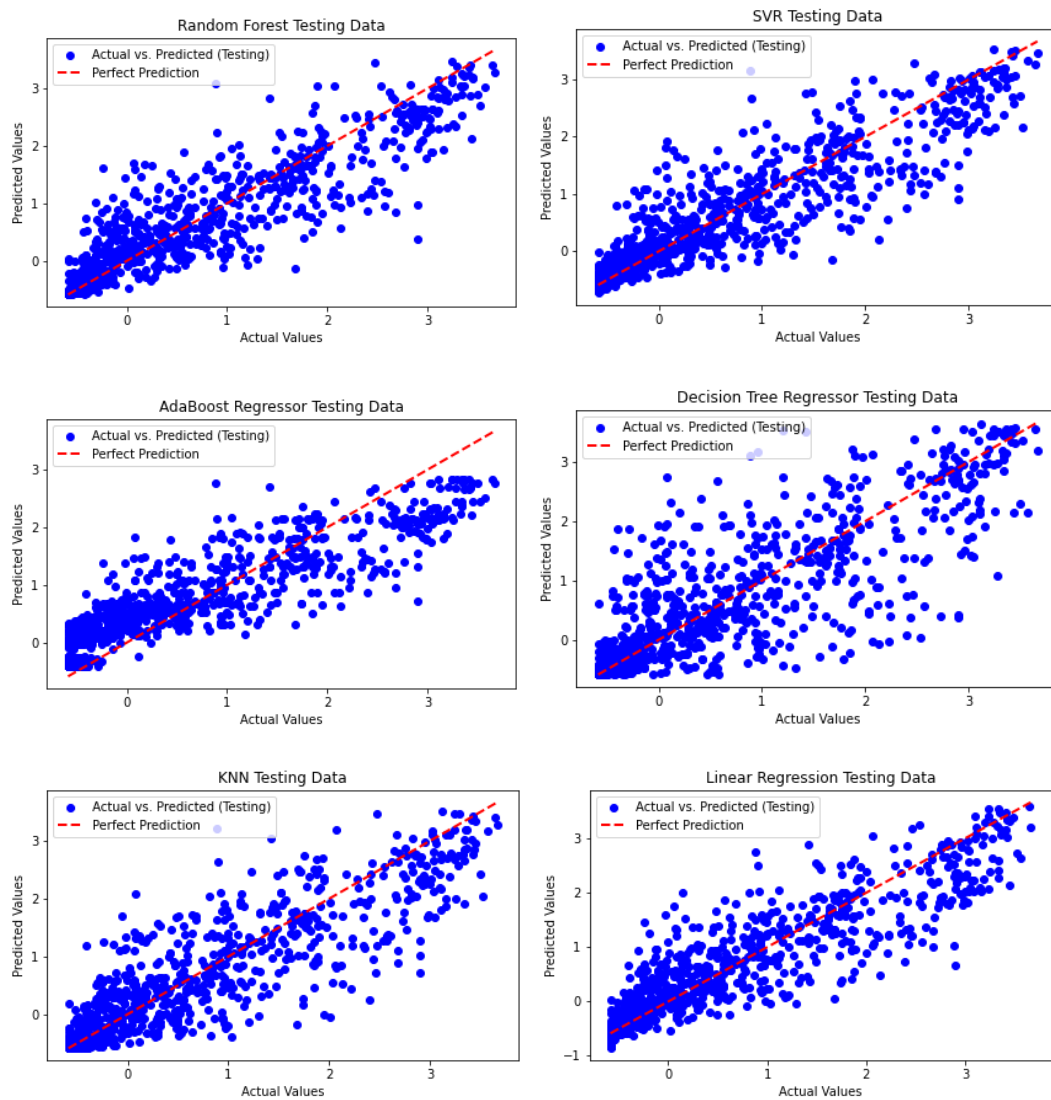 Random Forest Testing Data
Actual vs. Predicted (Testing)
Perfect Prediction
3
2
1
0
Predicted Values
0
1
2
3
Actual Values
SVR Testing Data
Actual vs. Predicted (Testing)
Perfect Prediction
3
2
1
0
Predicted Values
0
1
2
3
Actual Values
AdaBoost Regressor Testing Data
Actual vs. Predicted (Testing)
Perfect Prediction
3
2
1
0
Predicted Values
0
1
2
3
Actual Values
Decision Tree Regressor Testing Data
Actual vs. Predicted (Testing)
Perfect Prediction
3
2
1
0
Predicted Values
0
1
2
3
Actual Values
KNN Testing Data
Actual vs. Predicted (Testing)
Perfect Prediction
3
2
1
0
Predicted Values
0
1
2
3
Actual Values
Linear Regression Testing Data
Actual vs. Predicted (Testing)
Perfect Prediction
3
2
1
0
−1
Predicted Values
0
1
2
3
Actual Values